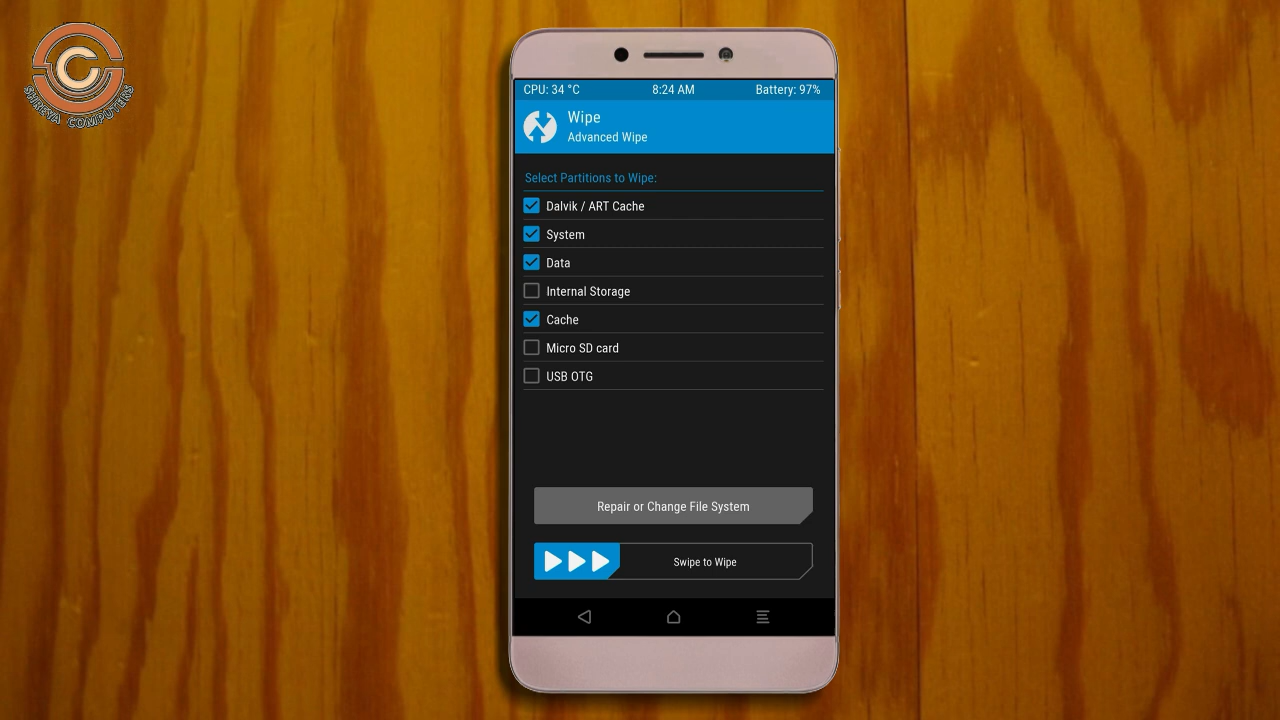 SHREYA COMPUTERS
CPU: 34 °C 8:24 AM Battery: 97%
Wipe
Advanced Wipe
Select Partitions to Wipe:
Dalvik / ART Cache
System
Data
Internal Storage
Cache
Micro SD card
USB OTG
Repair or Change File System
Swipe to Wipe